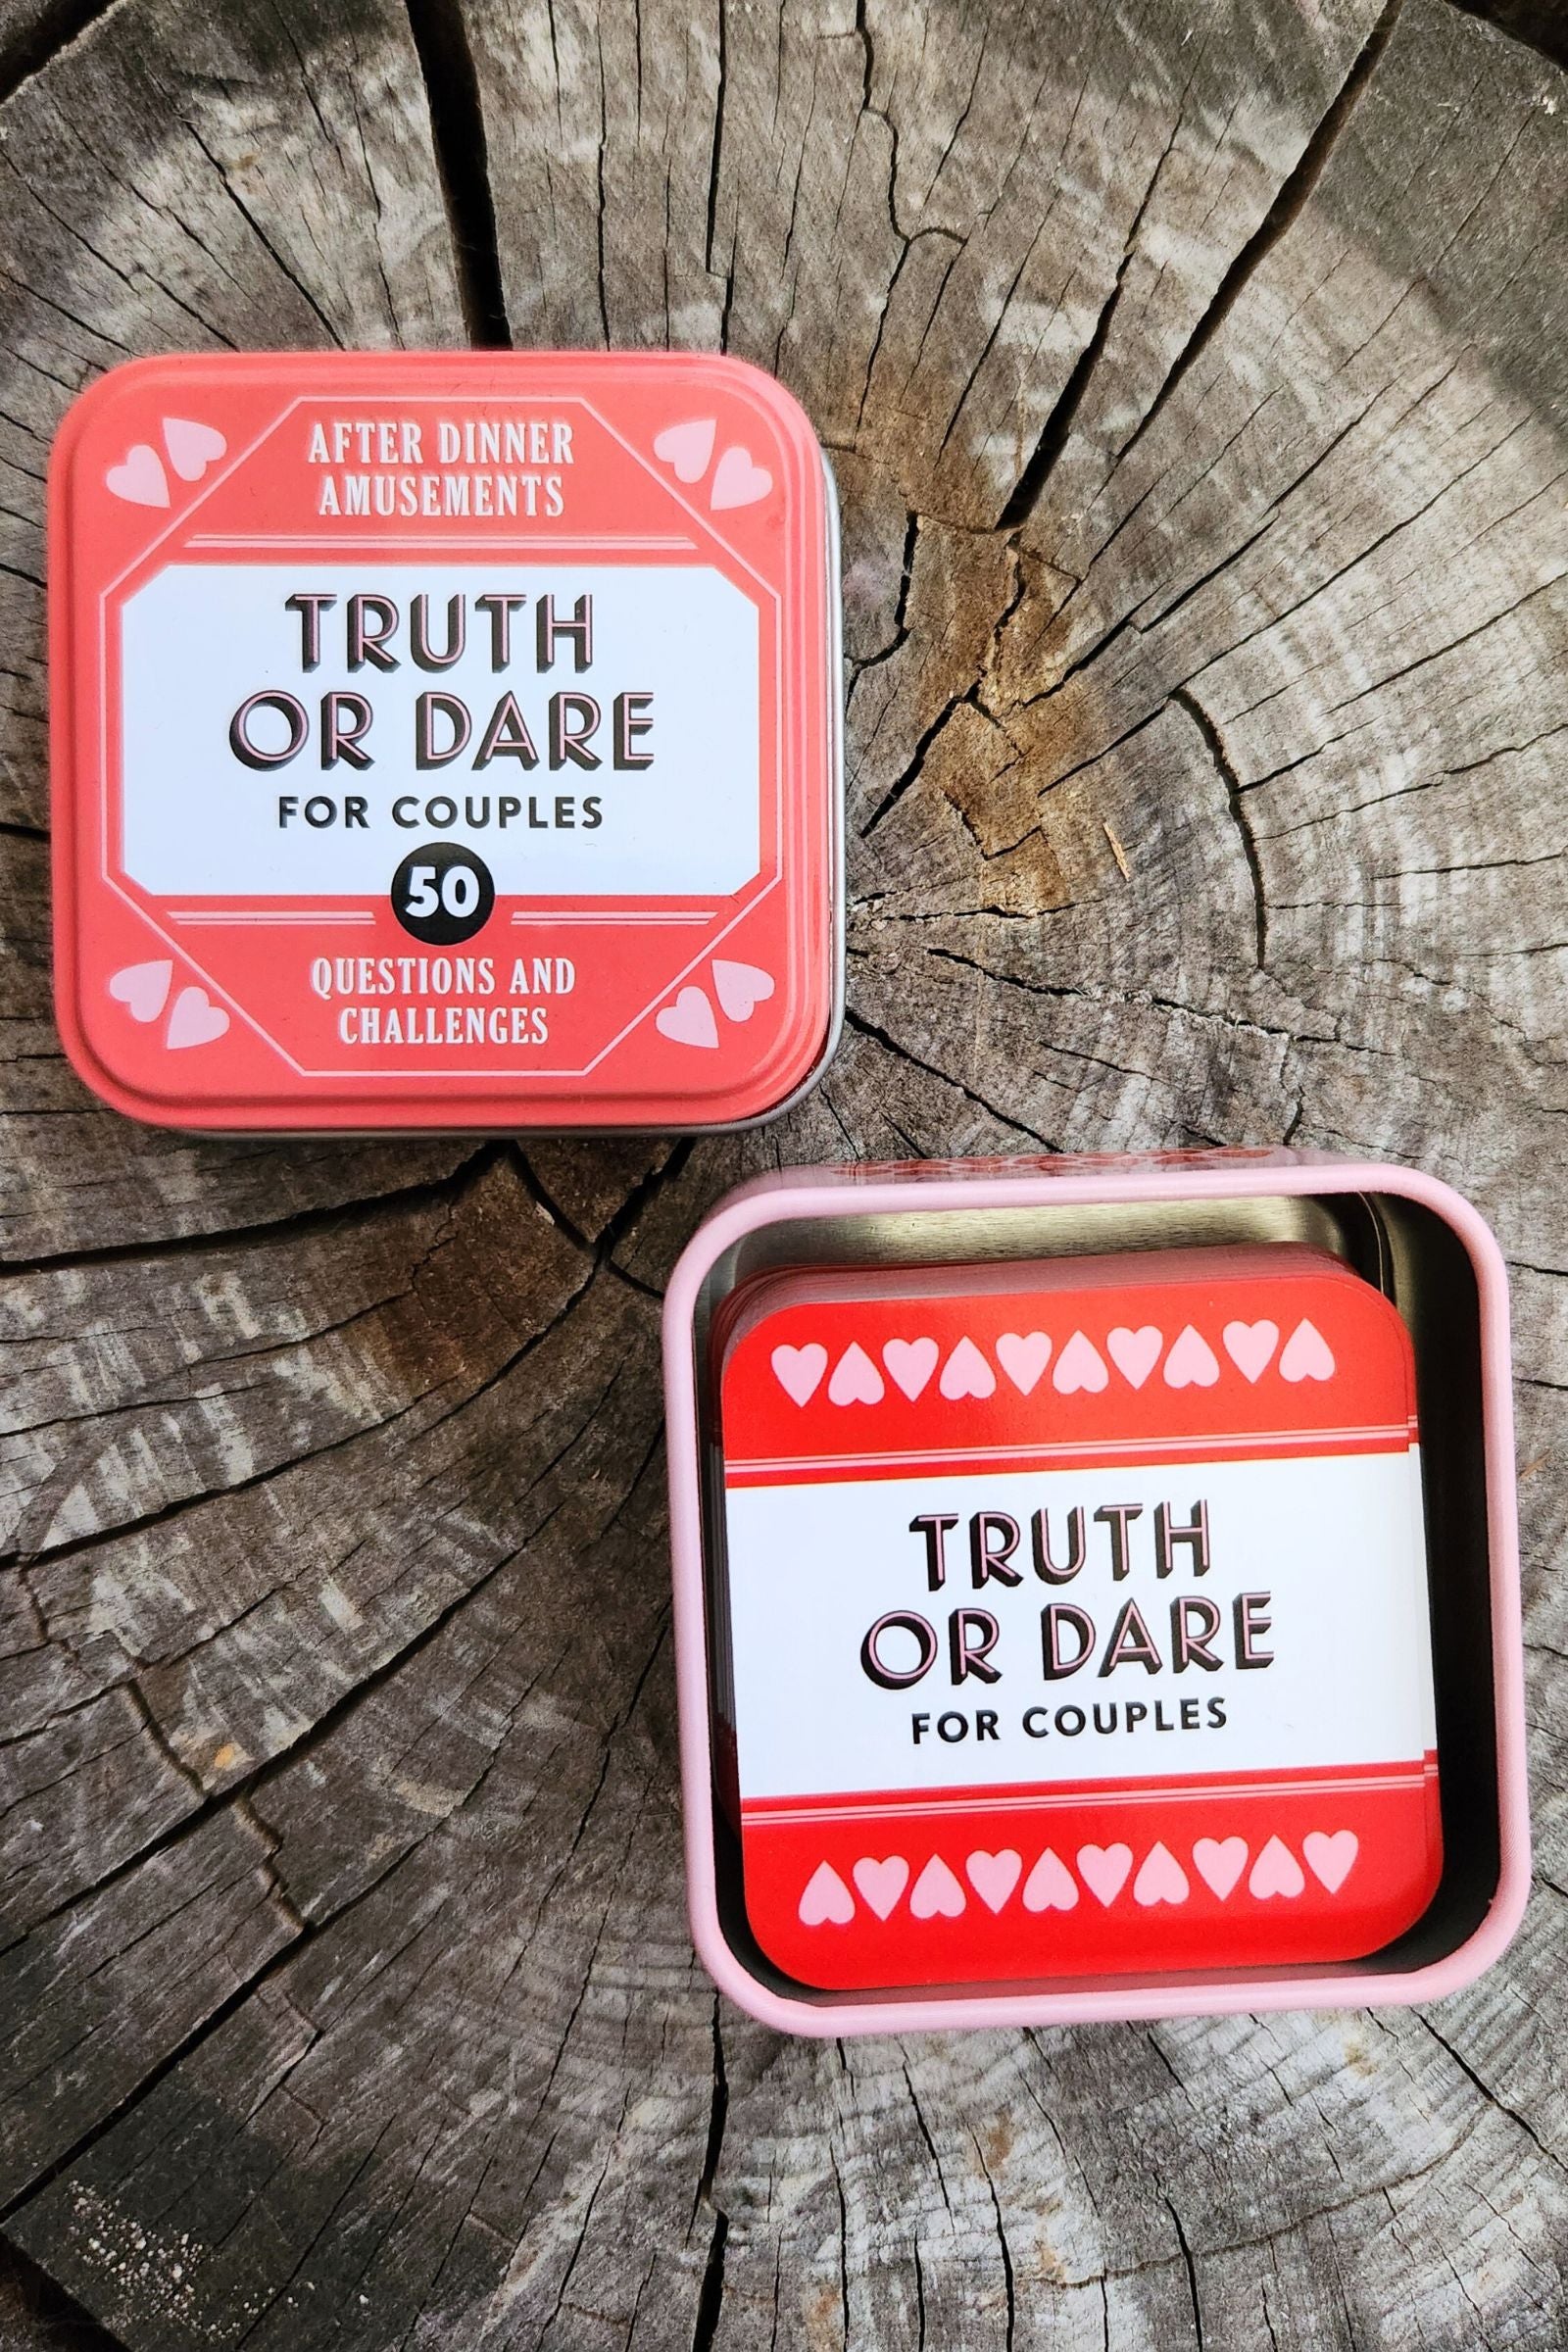 AFTER DINNER
AMUSEMENTS
TRUTH
OR DARE
FOR COUPLES
50
QUESTIONS AND
CHALLENGES
TRUTH
OR DARE
FOR COUPLES